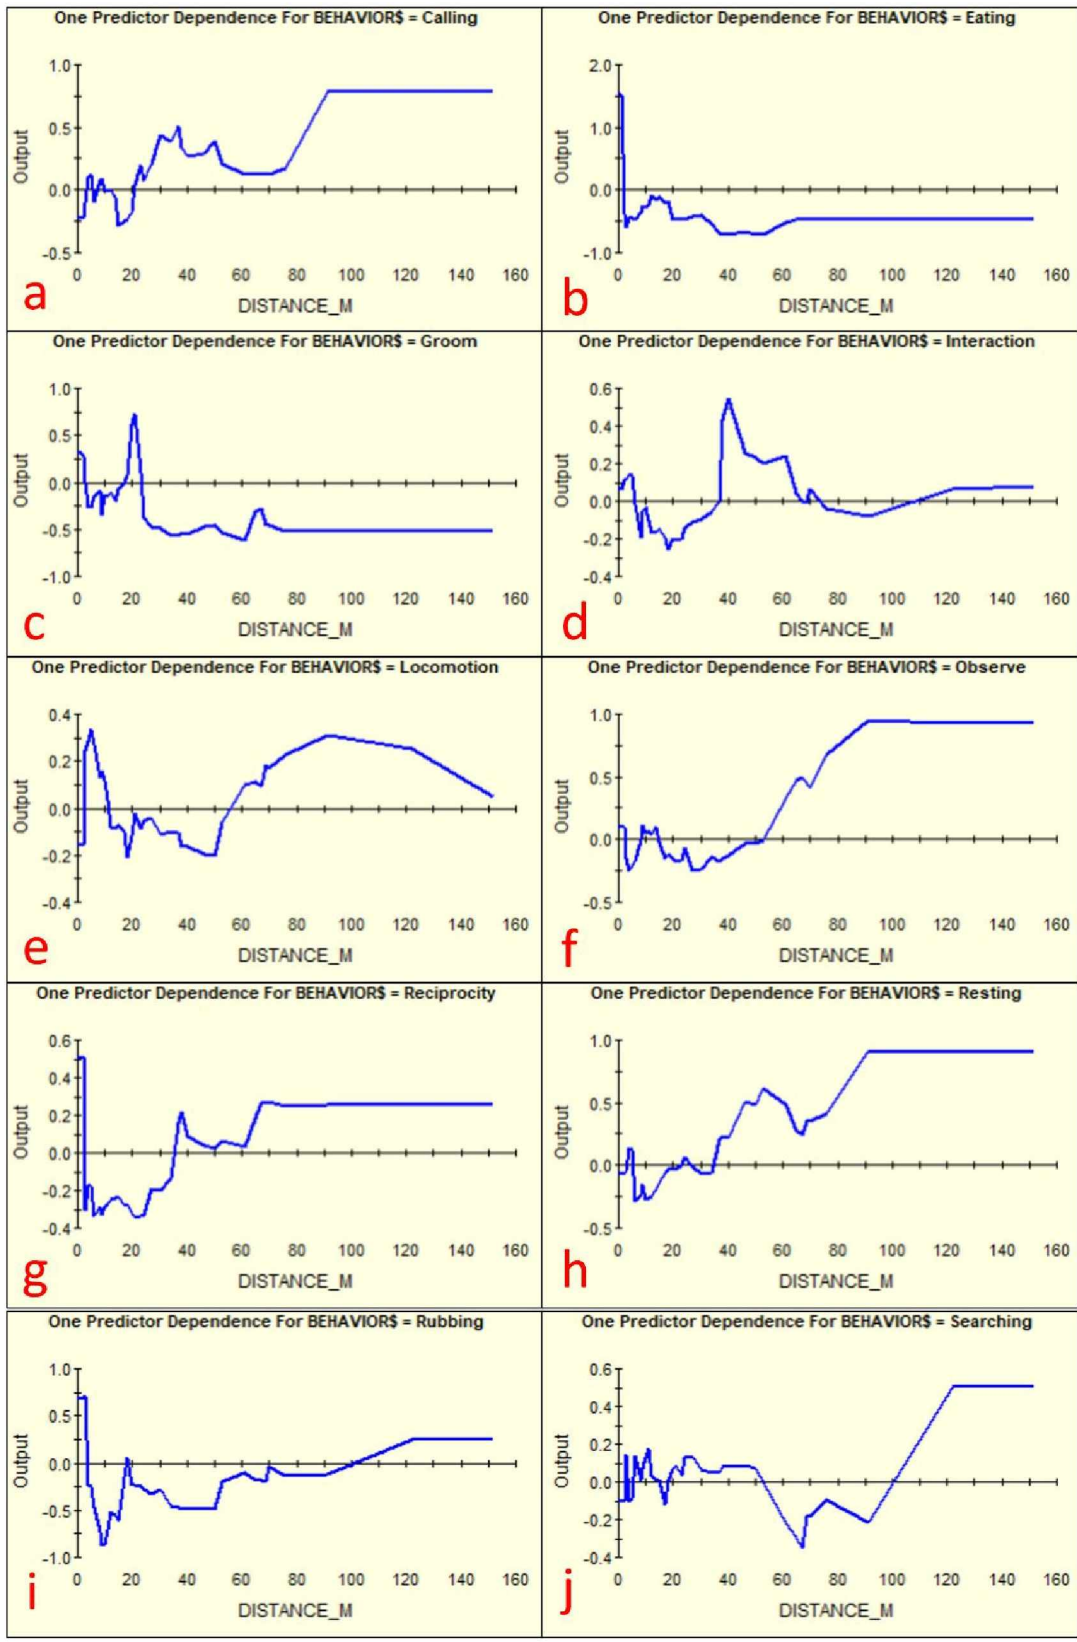 One Predictor Dependence For BEHAVIOR$ = Calling
1.0
0.5
0.0
-0.5
Output
0 20 40 60 80 100 120 140 160
DISTANCE_M
a
One Predictor Dependence For BEHAVIOR$ = Eating
2.0
1.0
0.0
-1.0
Output
0 20 40 60 80 100 120 140 160
DISTANCE_M
b
One Predictor Dependence For BEHAVIOR$ = Groom
1.0
0.5
0.0
-0.5
-1.0
Output
0 20 40 60 80 100 120 140 160
DISTANCE_M
c
One Predictor Dependence For BEHAVIOR$ = Interaction
0.6
0.4
0.2
0.0
-0.2
-0.4
Output
0 20 40 60 80 100 120 140 160
DISTANCE_M
d
One Predictor Dependence For BEHAVIOR$ = Locomotion
0.4
0.2
0.0
-0.2
-0.4
Output
0 20 40 60 80 100 120 140 160
DISTANCE_M
e
One Predictor Dependence For BEHAVIOR$ = Observe
1.0
0.5
0.0
-0.5
Output
0 20 40 60 80 100 120 140 160
DISTANCE_M
f
One Predictor Dependence For BEHAVIOR$ = Reciprocity
0.6
0.4
0.2
0.0
-0.2
-0.4
Output
0 20 40 60 80 100 120 140 160
DISTANCE_M
g
One Predictor Dependence For BEHAVIOR$ = Resting
1.0
0.5
0.0
-0.5
Output
0 20 40 60 80 100 120 140 160
DISTANCE_M
h
One Predictor Dependence For BEHAVIOR$ = Rubbing
1.0
0.5
0.0
-0.5
-1.0
Output
0 20 40 60 80 100 120 140 160
DISTANCE_M
i
One Predictor Dependence For BEHAVIOR$ = Searching
0.6
0.4
0.2
0.0
-0.2
-0.4
Output
0 20 40 60 80 100 120 140 160
DISTANCE_M
j